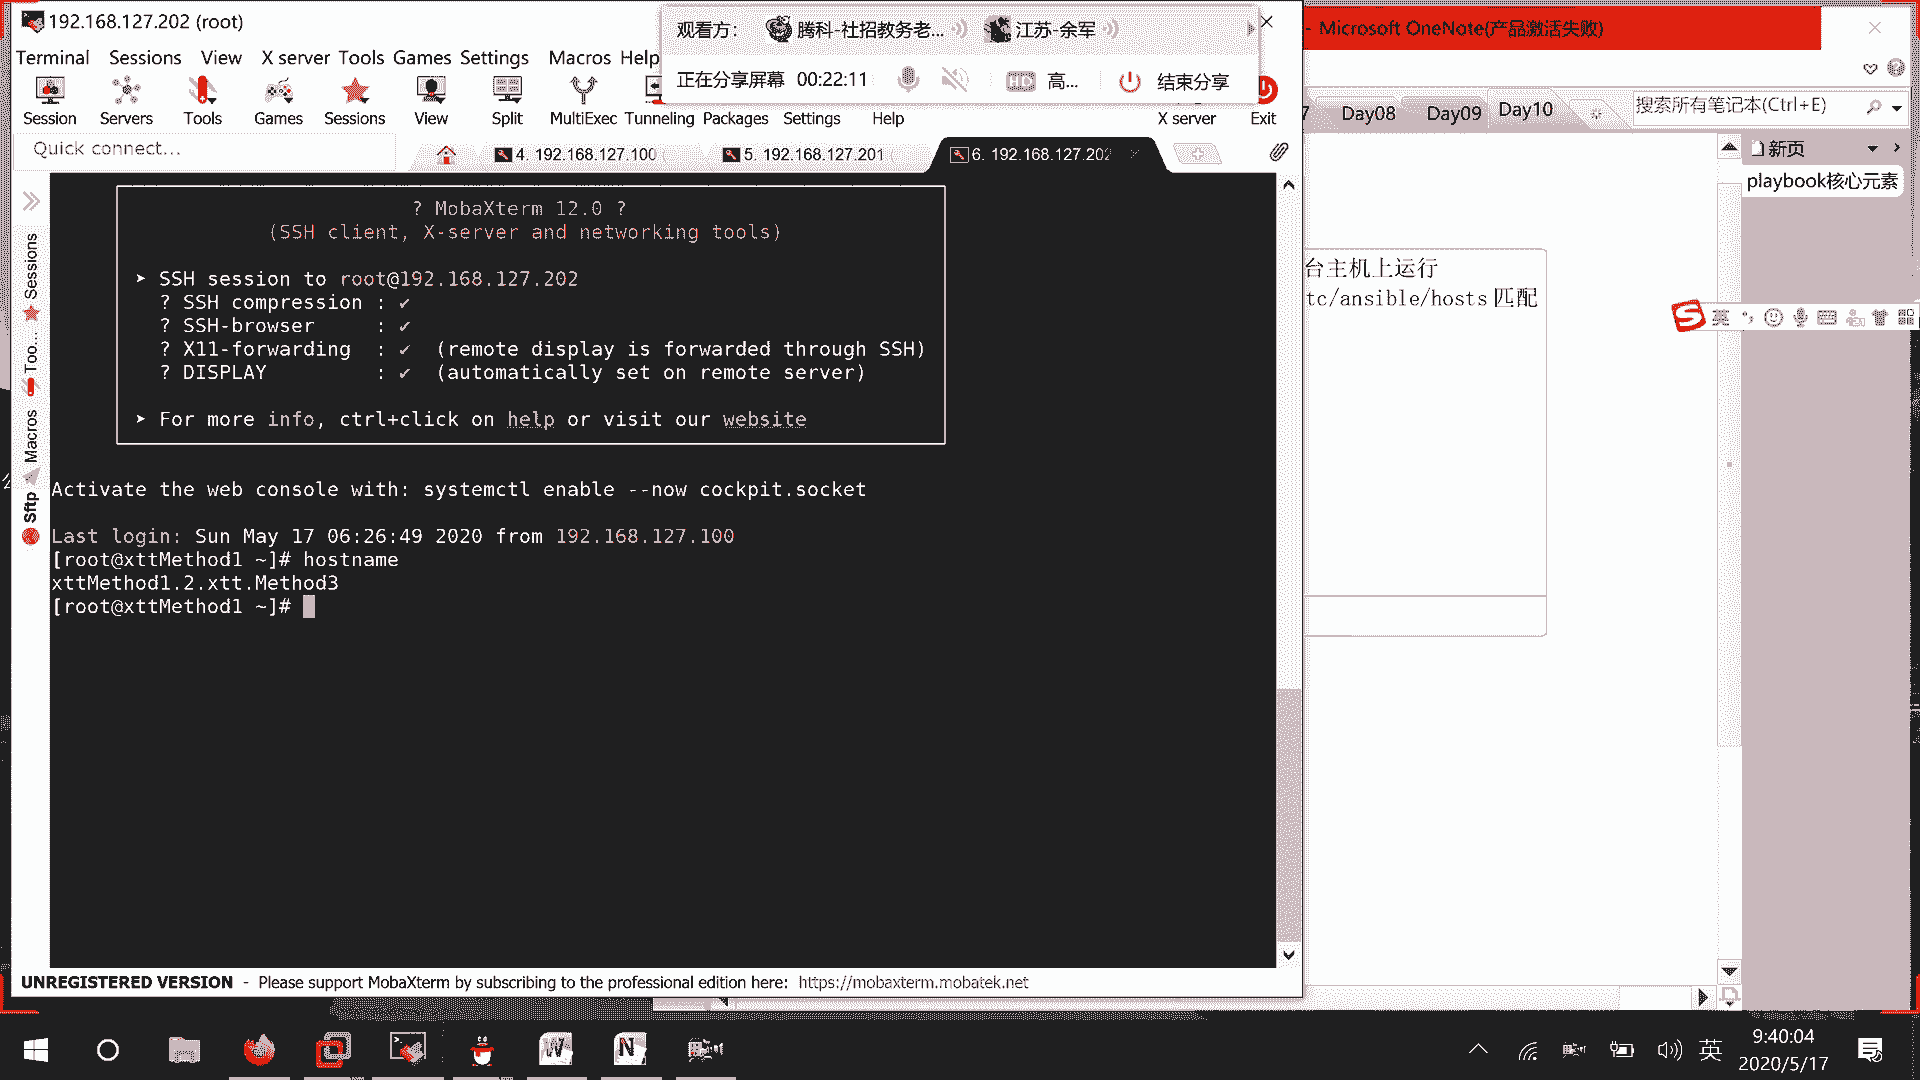 192.168.127.202 (root)
观看方： 腾科-社招教务老... 江苏-余军
- Microsoft OneNote(产品激活失败)
Terminal Sessions View X server Tools Games Settings Macros Help
正在分享屏幕 00:22:11 HD 高... 结束分享
Session Servers Tools Games Sessions View Split MultiExec Tunneling Packages Settings Help X server Exit
7 Day08 Day09 Day10 搜索所有笔记本(Ctrl+E)
Quick connect...
4. 192.168.127.100 5. 192.168.127.201 6. 192.168.127.202
新页
playbook核心元素
Sessions
Too...
Macros
Sftp
? MobaXterm 12.0 ?
(SSH client, X-server and networking tools)
➤ SSH session to root@192.168.127.202
? SSH compression : ✔
? SSH-browser : ✔
? X11-forwarding : ✔ (remote display is forwarded through SSH)
? DISPLAY : ✔ (automatically set on remote server)
➤ For more info, ctrl+click on help or visit our website
台主机上运行
tc/ansible/hosts 匹配
英
Activate the web console with: systemctl enable --now cockpit.socket
Last login: Sun May 17 06:26:49 2020 from 192.168.127.100
[root@xttMethod1 ~]# hostname
xttMethod1.2.xtt.Method3
[root@xttMethod1 ~]#
UNREGISTERED VERSION - Please support MobaXterm by subscribing to the professional edition here: https://mobaxterm.mobatek.net
英
9:40:04
2020/5/17